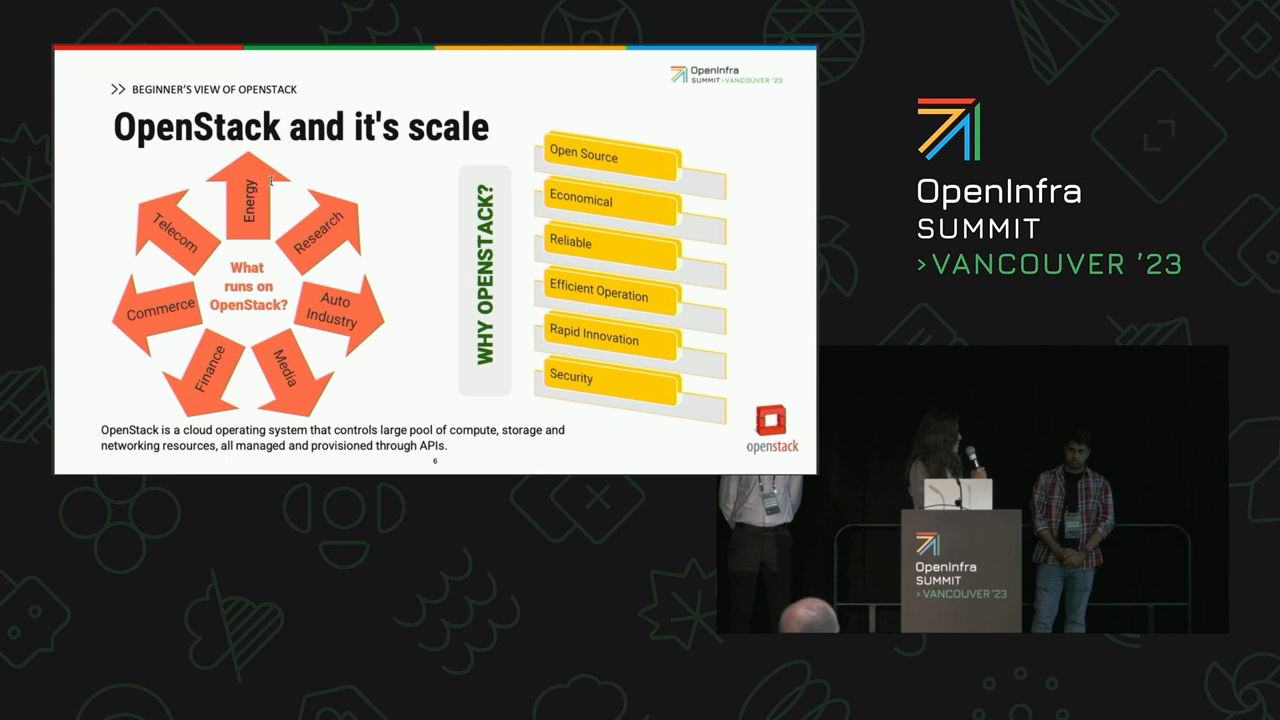 OpenInfra
SUMMIT >VANCOUVER '23
>> BEGINNER'S VIEW OF OPENSTACK
OpenStack and it's scale
Energy
Research
Auto
Industry
Media
Finance
Commerce
Telecom
What
runs on
OpenStack?
WHY OPENSTACK?
Open Source
Economical
Reliable
Efficient Operation
Rapid Innovation
Security
OpenStack is a cloud operating system that controls large pool of compute, storage and
networking resources, all managed and provisioned through APIs.
6
openstack
OpenInfra
SUMMIT
>VANCOUVER '23
OpenInfra
SUMMIT
>VANCOUVER '23